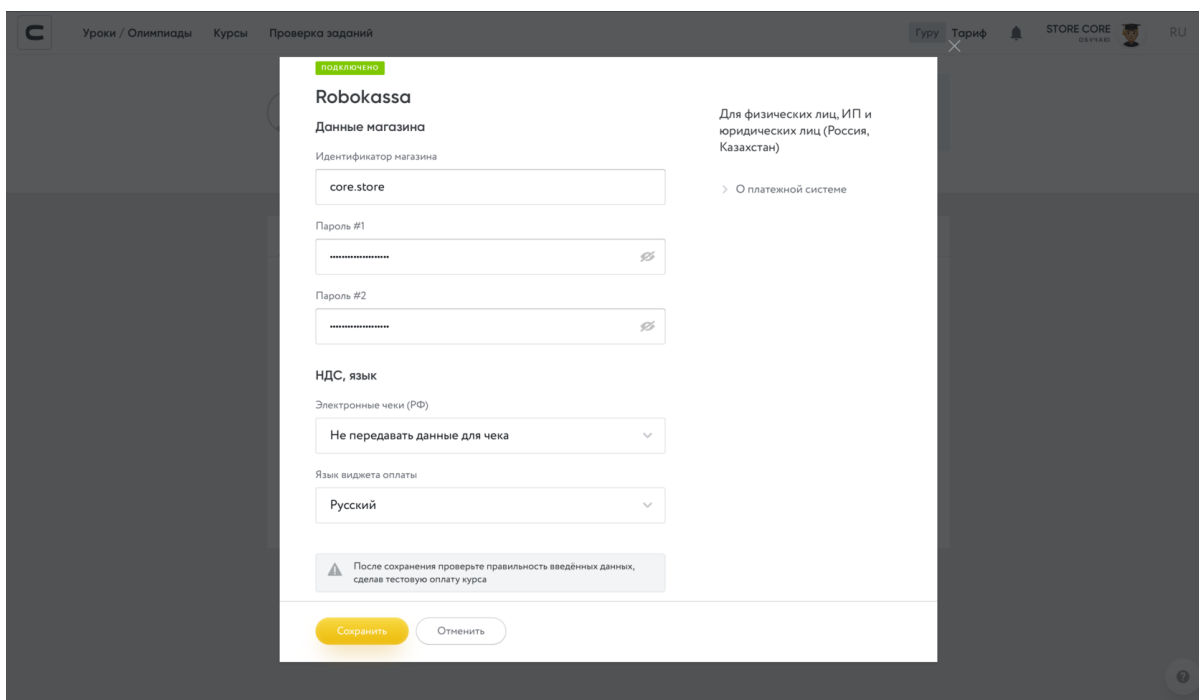 Уроки / Олимпиады Курсы Проверка заданий Гуру Тариф STORE CORE RU
ОБУЧАЮ
ПОДКЛЮЧЕНО
Robokassa
Данные магазина
Идентификатор магазина
core.store
Пароль #1
Пароль #2
НДС, язык
Электронные чеки (РФ)
Не передавать данные для чека
Язык виджета оплаты
Русский
После сохранения проверьте правильность введённых данных,
сделав тестовую оплату курса
Сохранить Отменить
Для физических лиц, ИП и
юридических лиц (Россия,
Казахстан)
О платежной системе